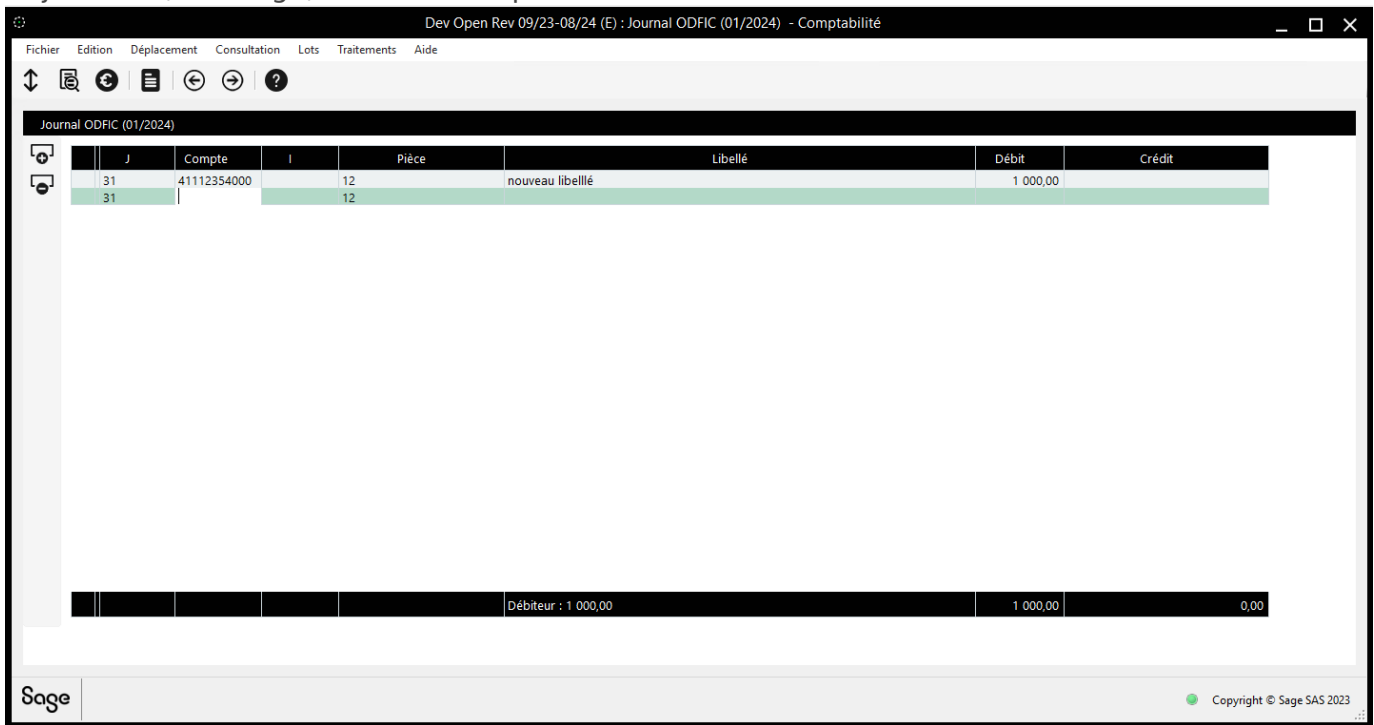 Dev Open Rev 09/23-08/24 (E) : Journal ODFIC (01/2024) - Comptabilité
Fichier Edition Déplacement Consultation Lots Traitements Aide
Journal ODFIC (01/2024)
J Compte I Pièce Libellé Débit Crédit
31 41112354000 12 nouveau libelllé 1 000,00
31 12
Débiteur : 1 000,00 1 000,00 0,00
Sage Copyright © Sage SAS 2023